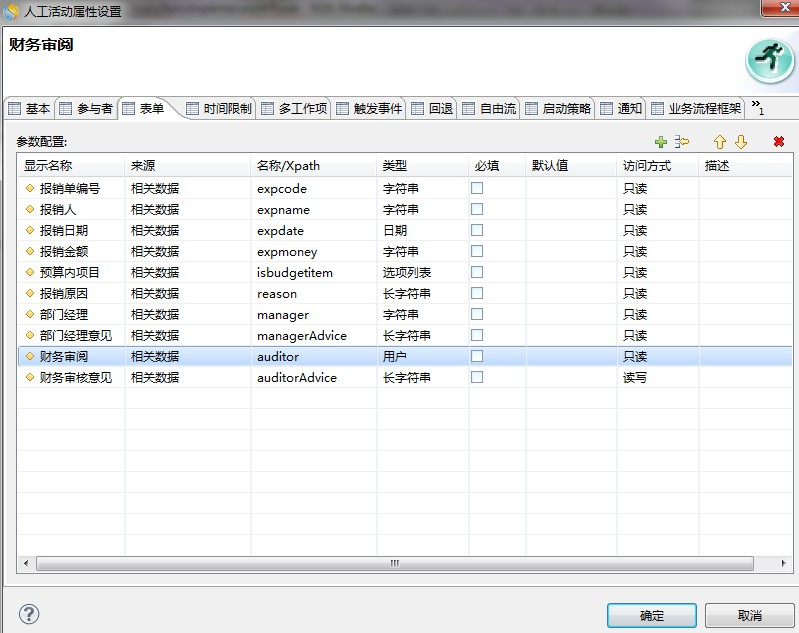 人工活动属性设置
财务审阅
基本 参与者 表单 时间限制 多工作项 触发事件 回退 自由流 启动策略 通知 业务流程框架 »1
参数配置:
显示名称 来源 名称/Xpath 类型 必填 默认值 访问方式 描述
报销单编号 相关数据 expcode 字符串 只读
报销人 相关数据 expname 字符串 只读
报销日期 相关数据 expdate 日期 只读
报销金额 相关数据 expmoney 字符串 只读
预算内项目 相关数据 isbudgetitem 选项列表 只读
报销原因 相关数据 reason 长字符串 只读
部门经理 相关数据 manager 字符串 只读
部门经理意见 相关数据 managerAdvice 长字符串 只读
财务审阅 相关数据 auditor 用户 只读
财务审核意见 相关数据 auditorAdvice 长字符串 读写
确定 取消